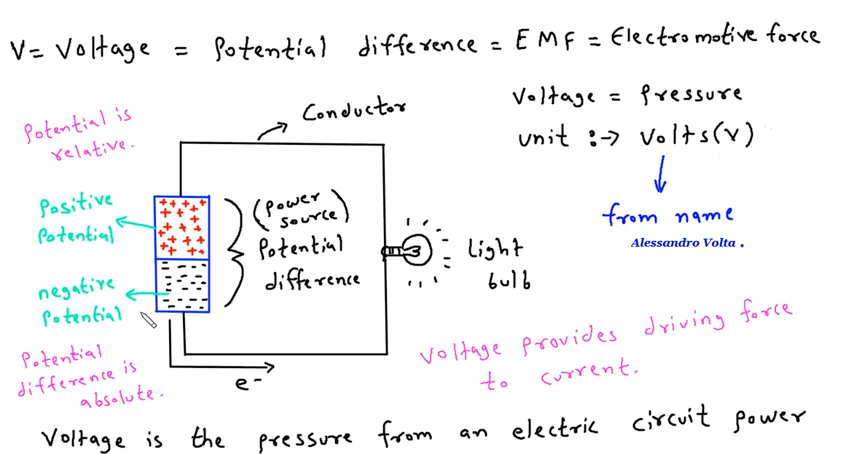 V = Voltage = Potential difference = EMF = Electromotive force
Voltage = Pressure
unit :→ Volts(V)
from name
Alessandro Volta .
Conductor
Potential is
relative.
Positive
Potential
negative
Potential
Potential
difference is
absolute.
(Power
source)
Potential
difference
Light
bulb
e-
Voltage provides driving force
to current.
Voltage is the pressure from an electric circuit power